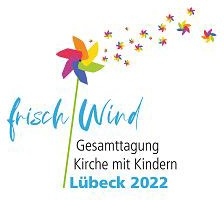 frisch Wind
Gesamttagung
Kirche mit Kindern
Lübeck 2022